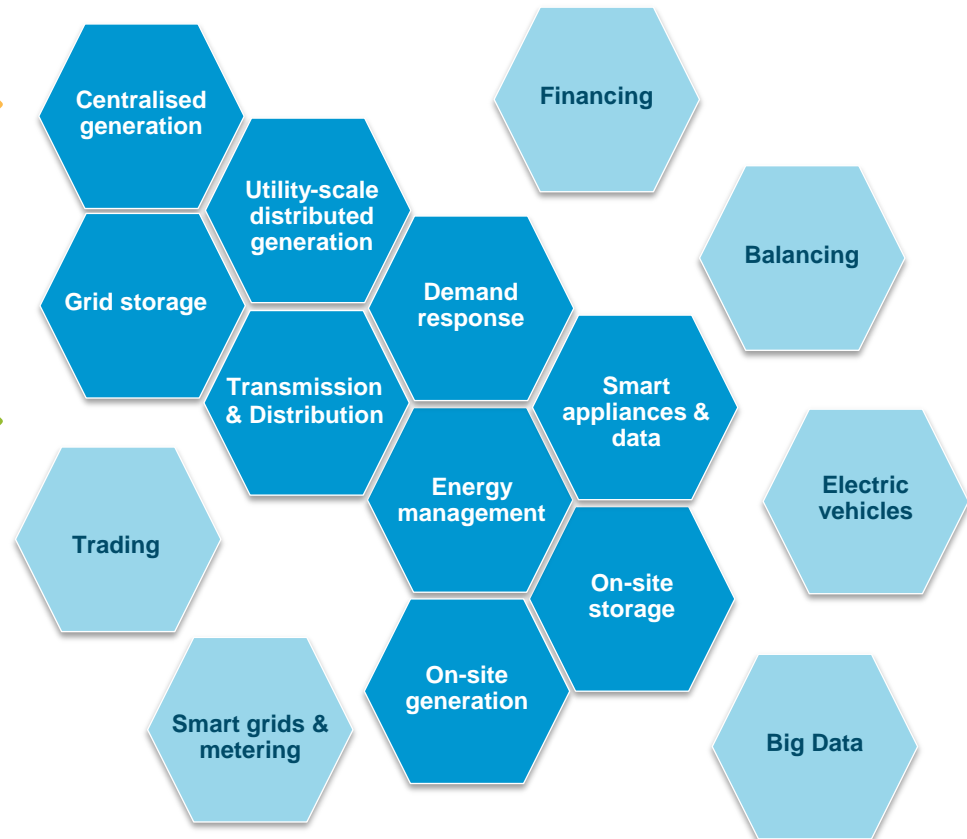 Centralised
generation
Financing
Utility-scale
distributed
generation
Balancing
Grid storage
Demand
response
Transmission
& Distribution
Smart
appliances &
data
Energy
management
Electric
vehicles
Trading
On-site
storage
On-site
generation
Smart grids &
metering
Big Data